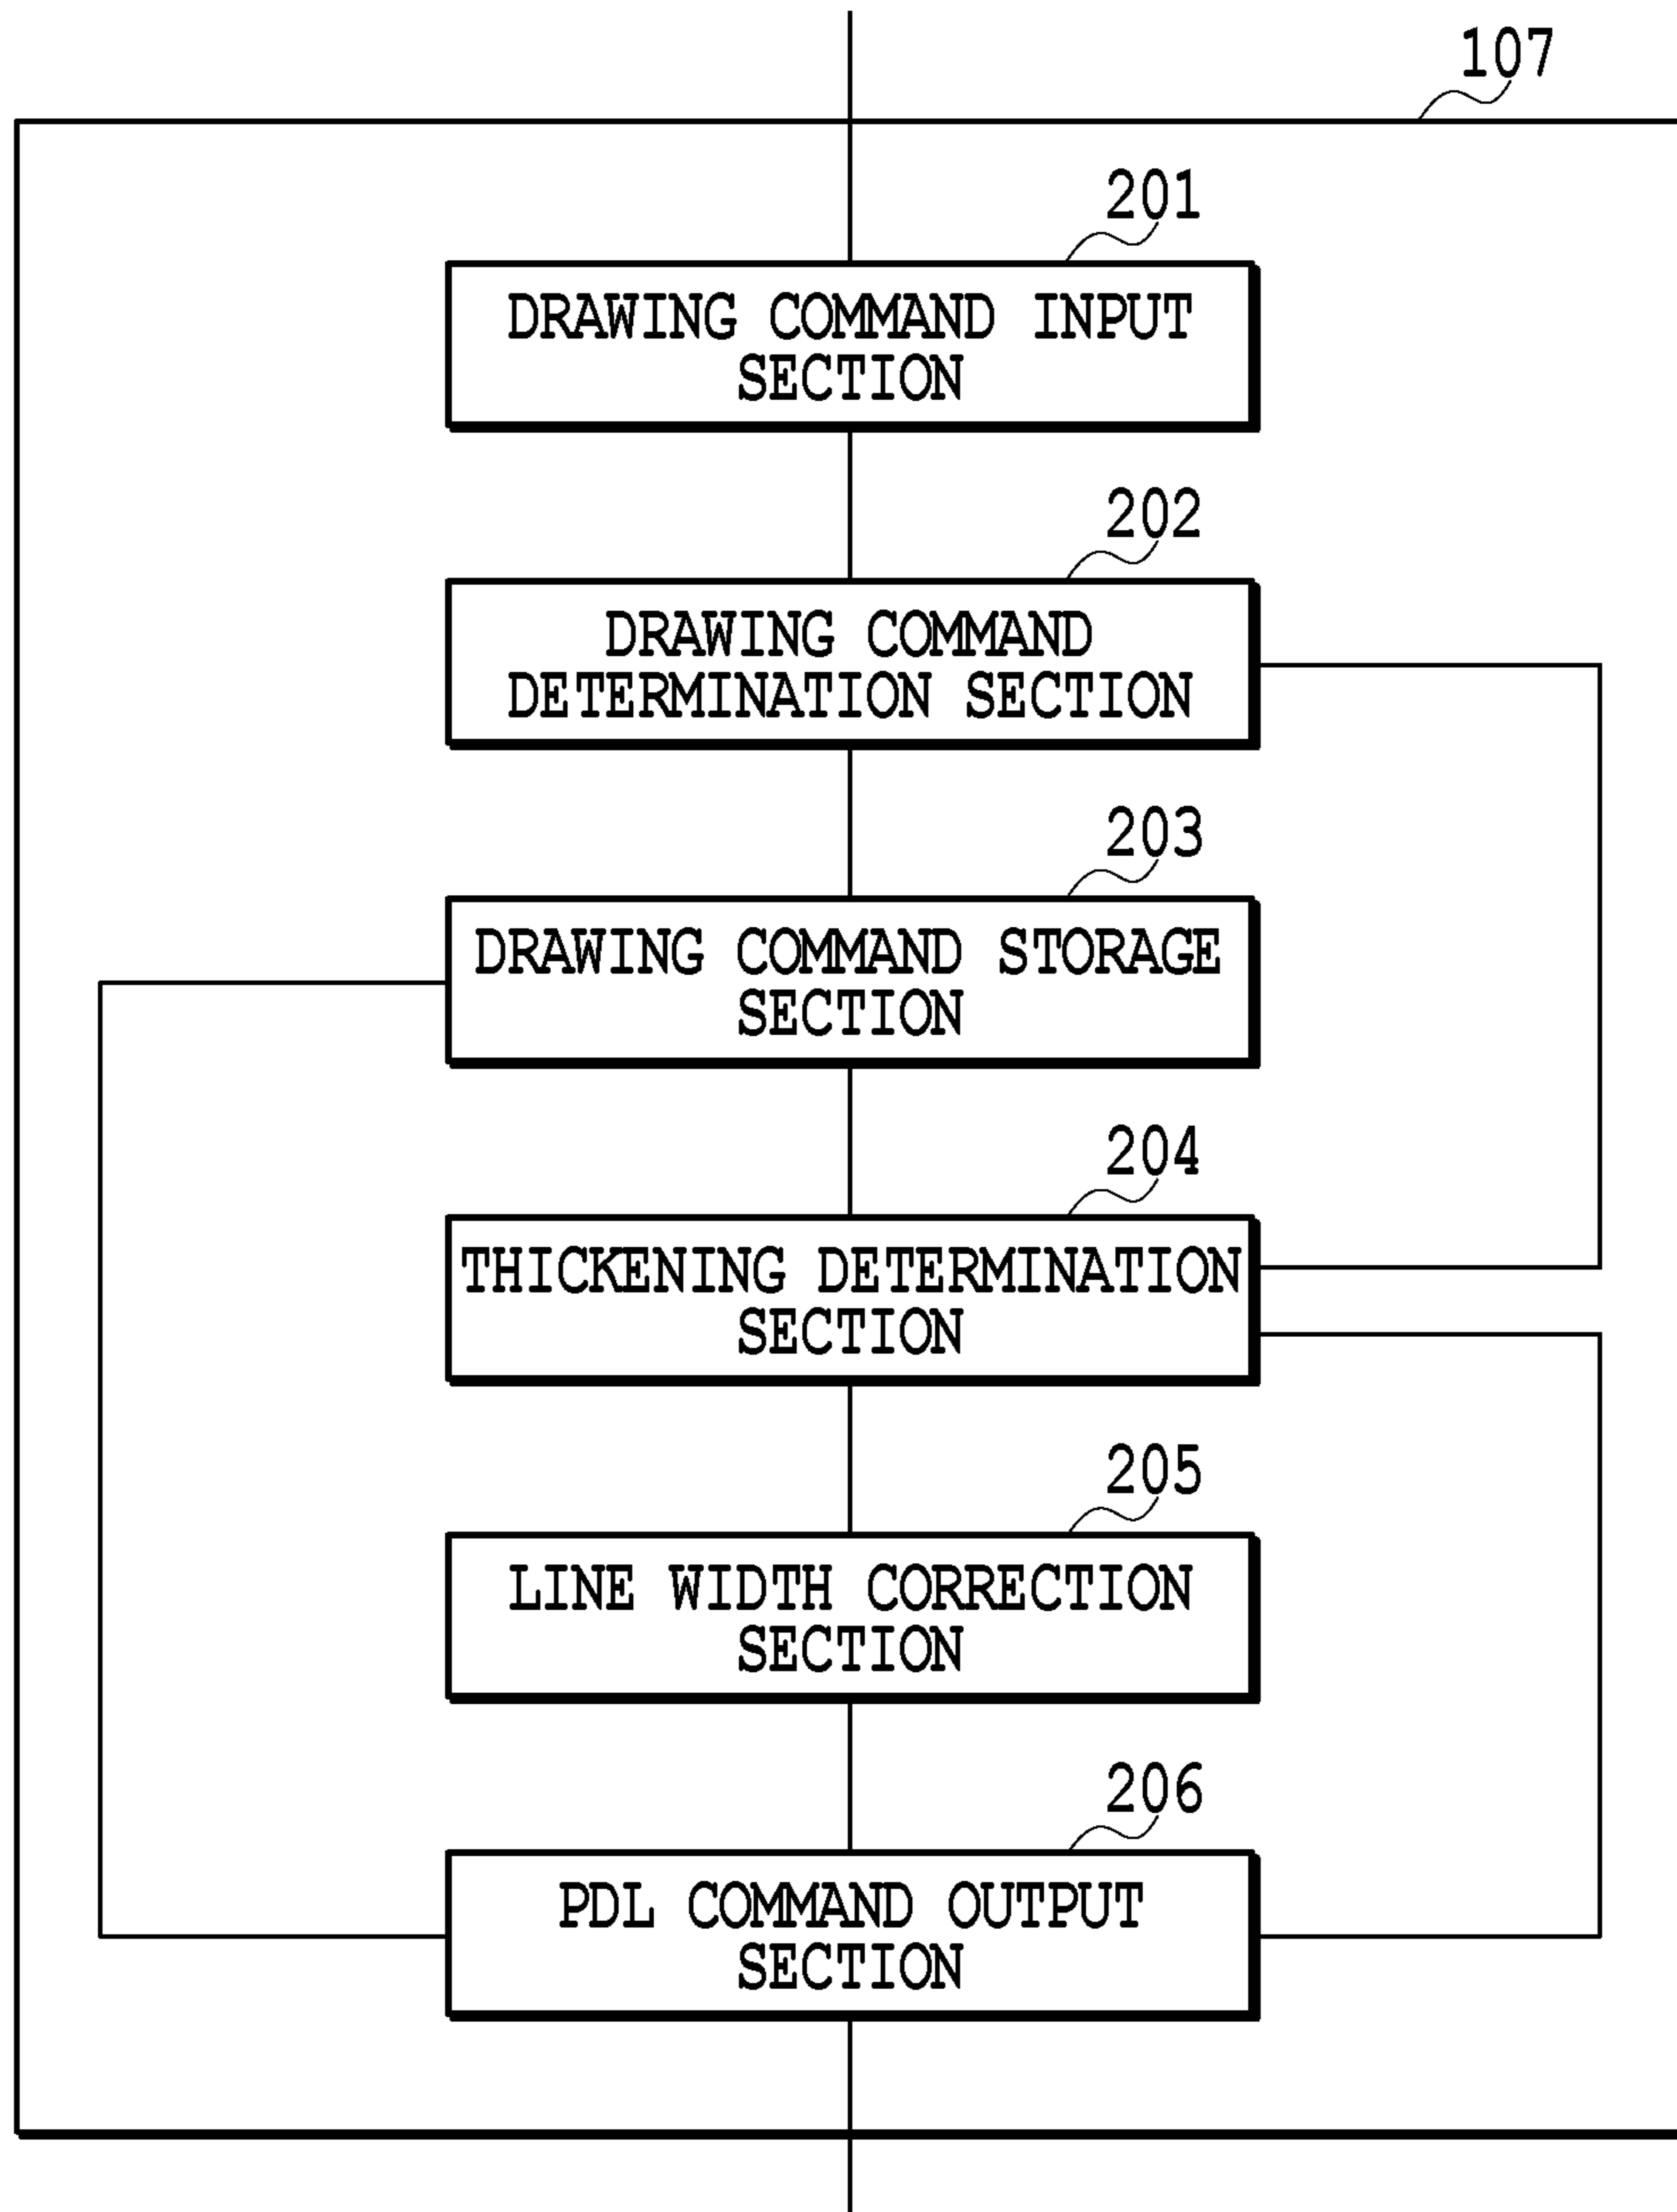 107
201
DRAWING COMMAND INPUT
SECTION
202
DRAWING COMMAND
DETERMINATION SECTION
203
DRAWING COMMAND STORAGE
SECTION
204
THICKENING DETERMINATION
SECTION
205
LINE WIDTH CORRECTION
SECTION
206
PDL COMMAND OUTPUT
SECTION